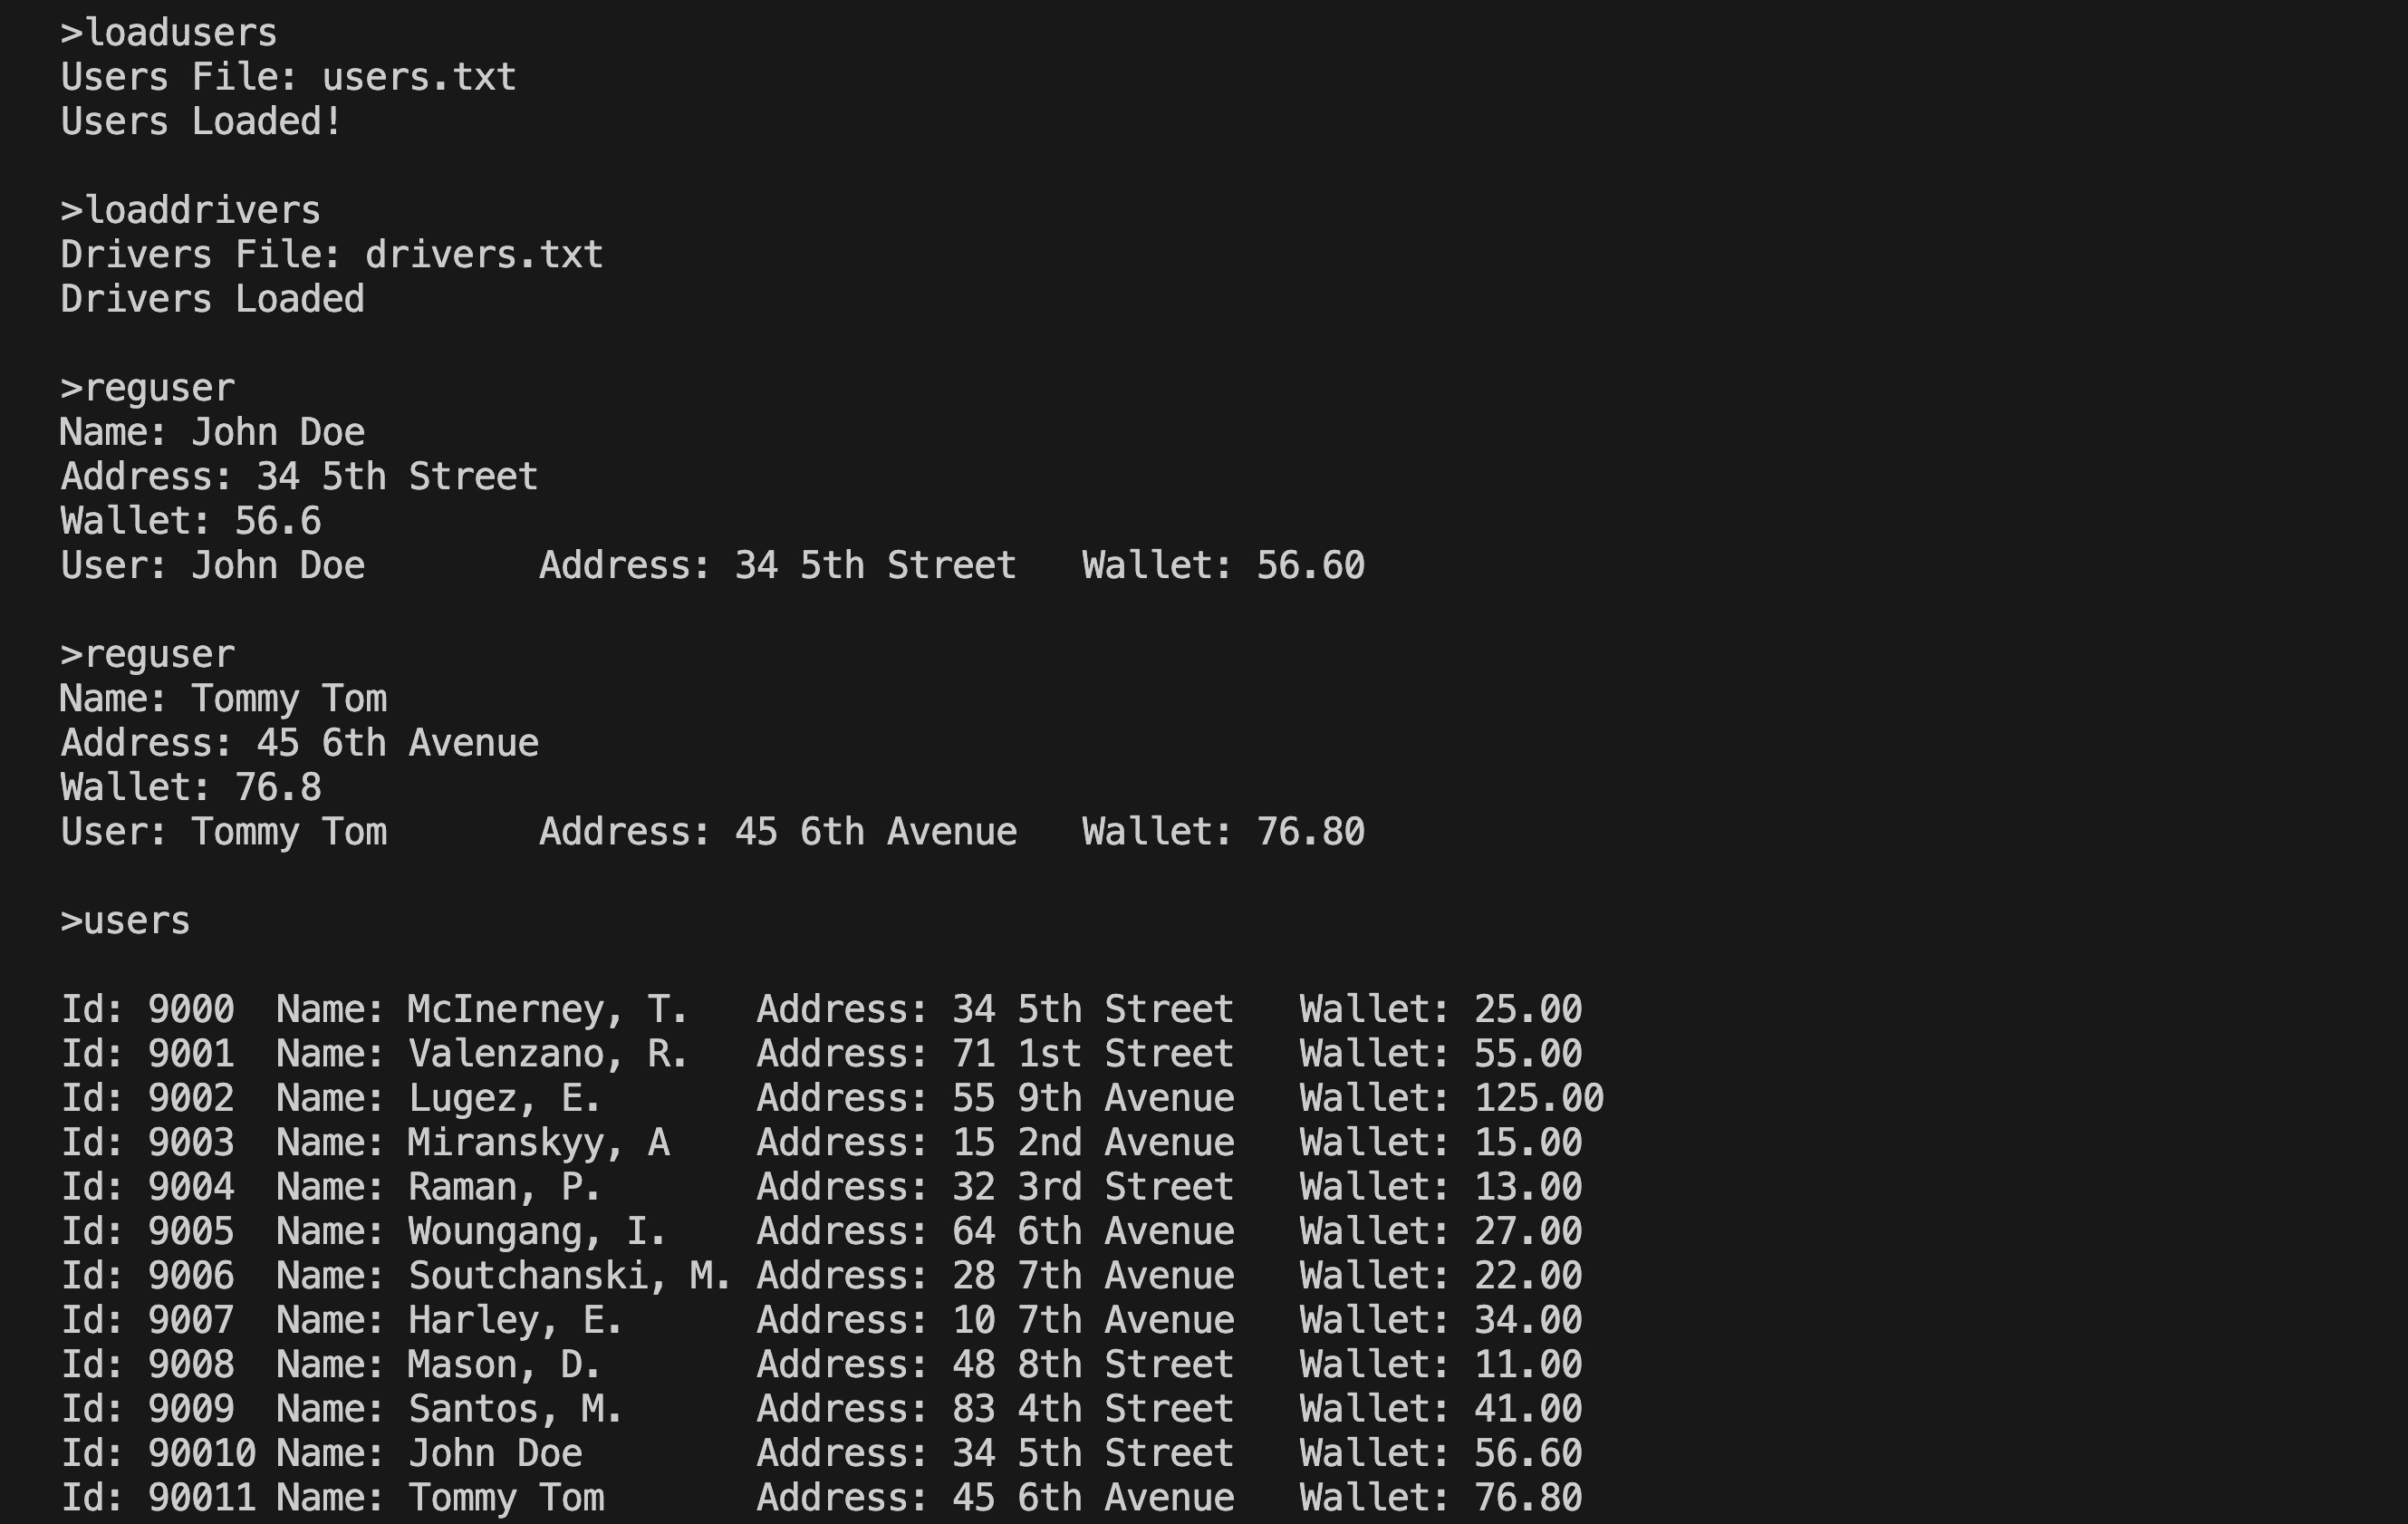 >loadusers
Users File: users.txt
Users Loaded!
>loaddrivers
Drivers File: drivers.txt
Drivers Loaded
>reguser
Name: John Doe
Address: 34 5th Street
Wallet: 56.6
User: John Doe        Address: 34 5th Street   Wallet: 56.60
>reguser
Name: Tommy Tom
Address: 45 6th Avenue
Wallet: 76.8
User: Tommy Tom       Address: 45 6th Avenue   Wallet: 76.80
>users
Id: 9000  Name: McInerney, T.   Address: 34 5th Street   Wallet: 25.00
Id: 9001  Name: Valenzano, R.   Address: 71 1st Street   Wallet: 55.00
Id: 9002  Name: Lugez, E.       Address: 55 9th Avenue   Wallet: 125.00
Id: 9003  Name: Miranskyy, A    Address: 15 2nd Avenue   Wallet: 15.00
Id: 9004  Name: Raman, P.       Address: 32 3rd Street   Wallet: 13.00
Id: 9005  Name: Woungang, I.    Address: 64 6th Avenue   Wallet: 27.00
Id: 9006  Name: Soutchanski, M. Address: 28 7th Avenue   Wallet: 22.00
Id: 9007  Name: Harley, E.      Address: 10 7th Avenue   Wallet: 34.00
Id: 9008  Name: Mason, D.       Address: 48 8th Street   Wallet: 11.00
Id: 9009  Name: Santos, M.      Address: 83 4th Street   Wallet: 41.00
Id: 90010 Name: John Doe        Address: 34 5th Street   Wallet: 56.60
Id: 90011 Name: Tommy Tom       Address: 45 6th Avenue   Wallet: 76.80